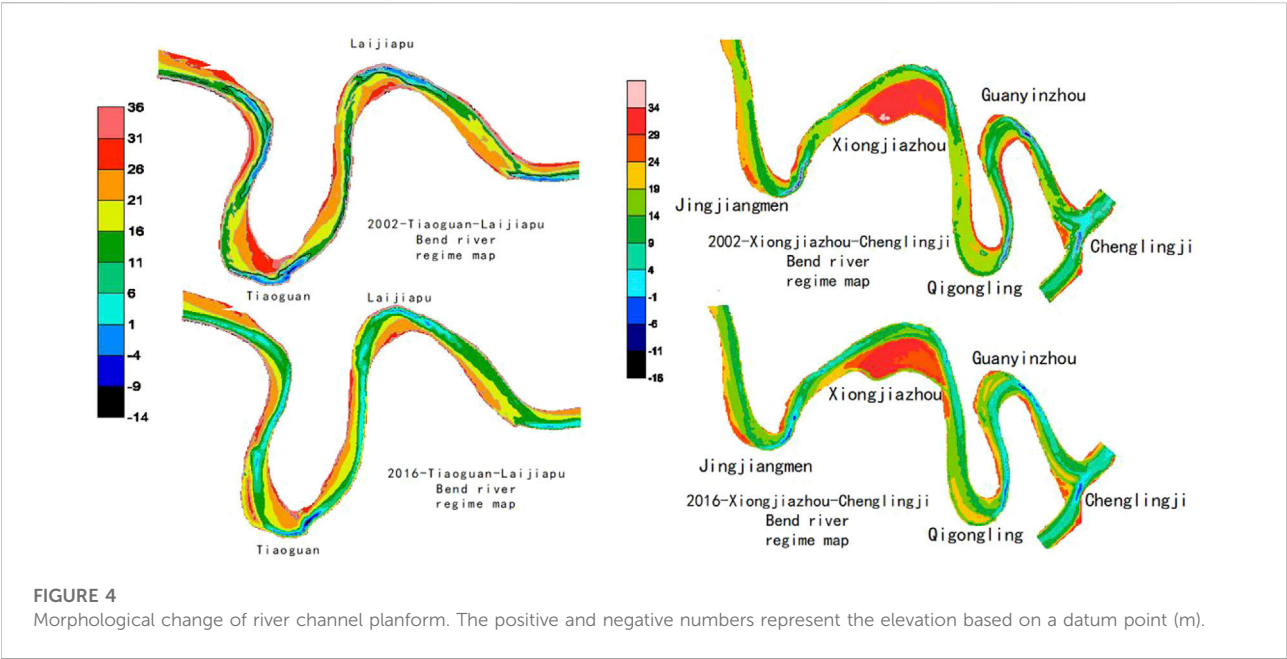 Laijiapu
36
31
26
21
16
11
6
1
-4
-9
-14
2002-Tiaoguan-Laijiapu
Bend river
regime map
Tiaoguan
Laijiapu
2016-Tiaoguan-Laijiapu
Bend river
regime map
Tiaoguan
34
29
24
19
14
9
4
-1
-6
-11
-16
Guanyinzhou
Xiongjiazhou
Jingjiangmen
2002-Xiongjiazhou-Chenglingji
Bend river
regime map
Chenglingji
Qigongling
Guanyinzhou
Xiongjiazhou
Jingjiangmen
2016-Xiongjiazhou-Chenglingji
Bend river
regime map
Chenglingji
Qigongling
FIGURE 4
Morphological change of river channel planform. The positive and negative numbers represent the elevation based on a datum point (m).